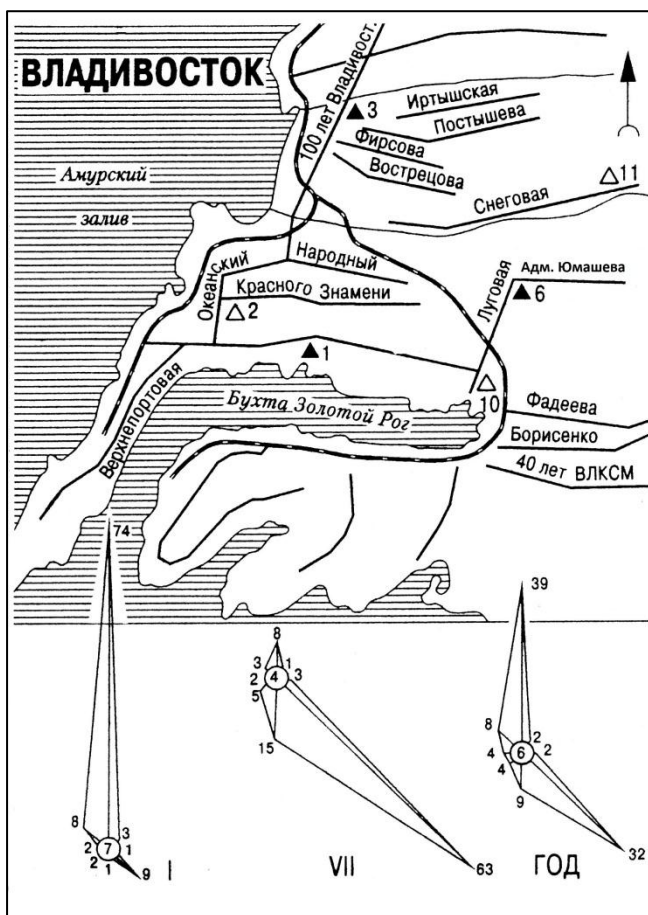 ВЛАДИВОСТОК
100 лет Владивост.
▲ 3
Иртышская
Постышева
Фирсова
Вострецова
Амурский
залив
△ 11
Снеговая
Океанский
Народный
Красного Знамени
△ 2
Луговая
Адм. Юмашева
▲ 6
▲ 1
△
10
Верхнепортовая
Бухта Золотой Рог
Фадеева
Борисенко
40 лет ВЛКСМ
74
8
3
2
7
1
2
1
9
I
8
3
1
2
4
3
5
15
63
VII
39
8
2
4
6
2
4
9
32
ГОД